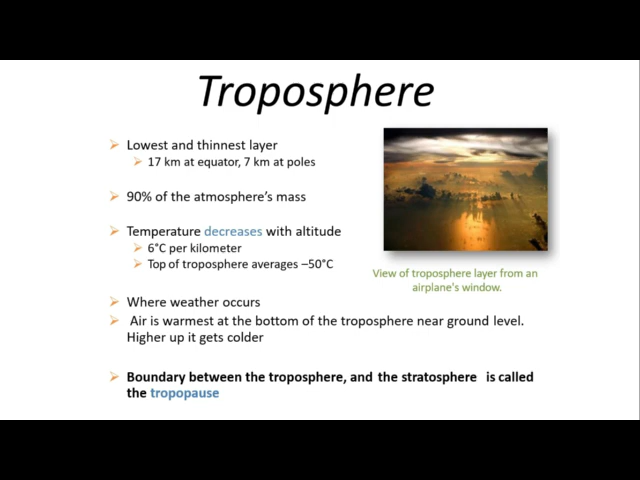 Troposphere
Lowest and thinnest layer
17 km at equator, 7 km at poles
90% of the atmosphere's mass
Temperature decreases with altitude
6°C per kilometer
Top of troposphere averages –50°C
View of troposphere layer from an
airplane's window.
Where weather occurs
Air is warmest at the bottom of the troposphere near ground level.
Higher up it gets colder
Boundary between the troposphere, and the stratosphere is called
the tropopause